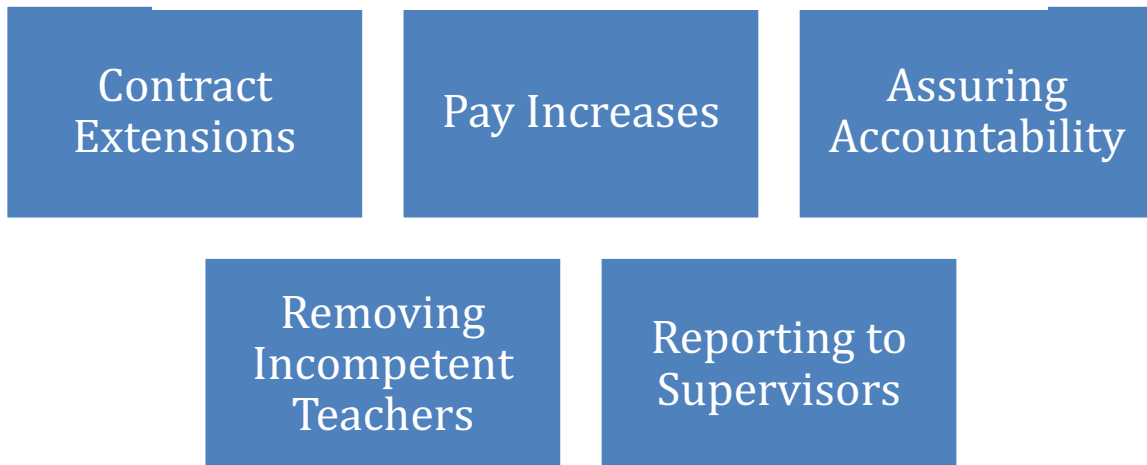 Contract
Extensions
Pay Increases
Assuring
Accountability
Removing
Incompetent
Teachers
Reporting to
Supervisors